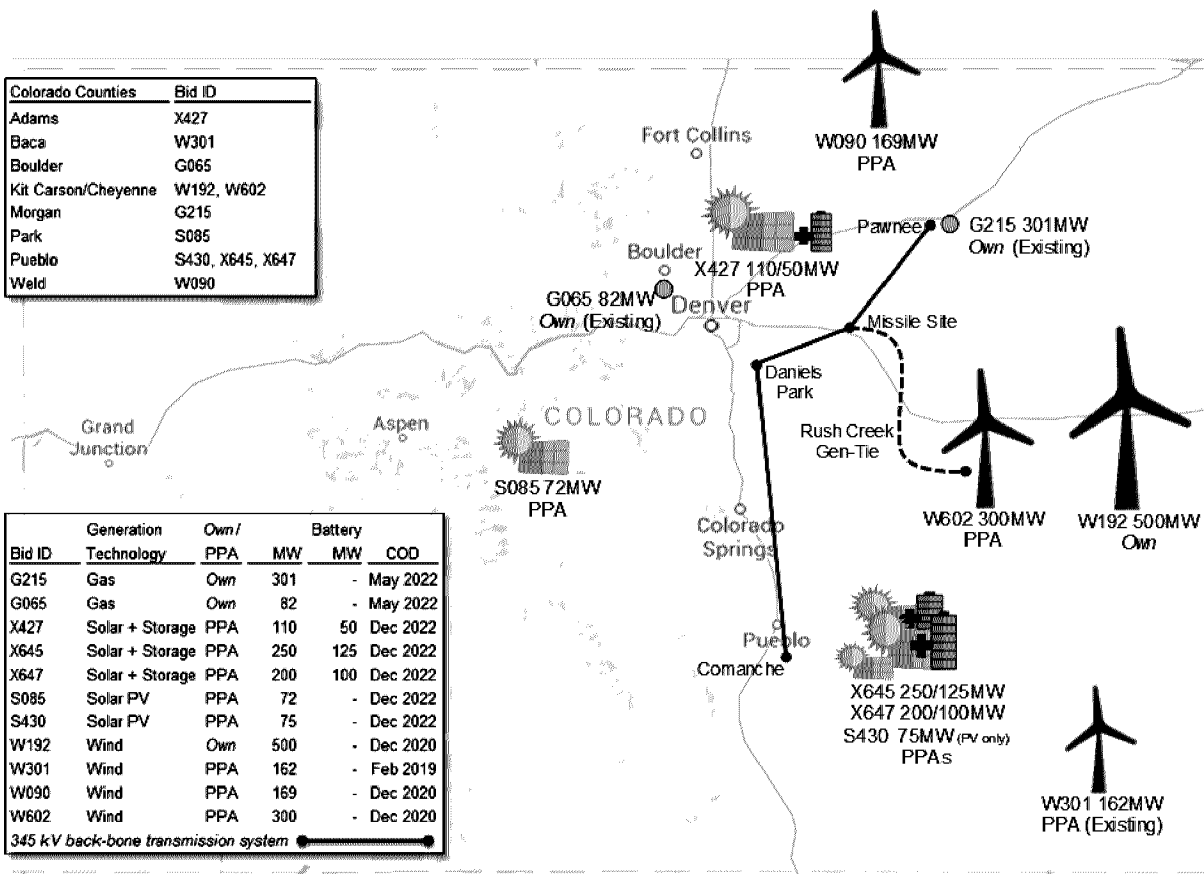 Colorado Counties Bid ID
Adams X427
Baca W301
Boulder G065
Kit Carson/Cheyenne W192, W602
Morgan G215
Park S085
Pueblo S430, X645, X647
Weld W090
W090 169MW
PPA
Fort Collins
Pawnee
G215 301MW
Own (Existing)
Boulder
X427 110/50MW
PPA
G065 82MW
Own (Existing)
Denver
Missile Site
Daniels
Park
COLORADO
Grand
Junction
Aspen
Rush Creek
Gen-Tie
S085 72MW
PPA
W602 300MW
PPA
W192 500MW
Own
Colorado
Springs
Pueblo
Comanche
X645 250/125MW
X647 200/100MW
S430 75MW (PV only)
PPAs
W301 162MW
PPA (Existing)
Generation Own / Battery
Bid ID Technology PPA MW MW COD
G215 Gas Own 301 - May 2022
G065 Gas Own 82 - May 2022
X427 Solar + Storage PPA 110 50 Dec 2022
X645 Solar + Storage PPA 250 125 Dec 2022
X647 Solar + Storage PPA 200 100 Dec 2022
S085 Solar PV PPA 72 - Dec 2022
S430 Solar PV PPA 75 - Dec 2022
W192 Wind Own 500 - Dec 2020
W301 Wind PPA 162 - Feb 2019
W090 Wind PPA 169 - Dec 2020
W602 Wind PPA 300 - Dec 2020
345 kV back-bone transmission system